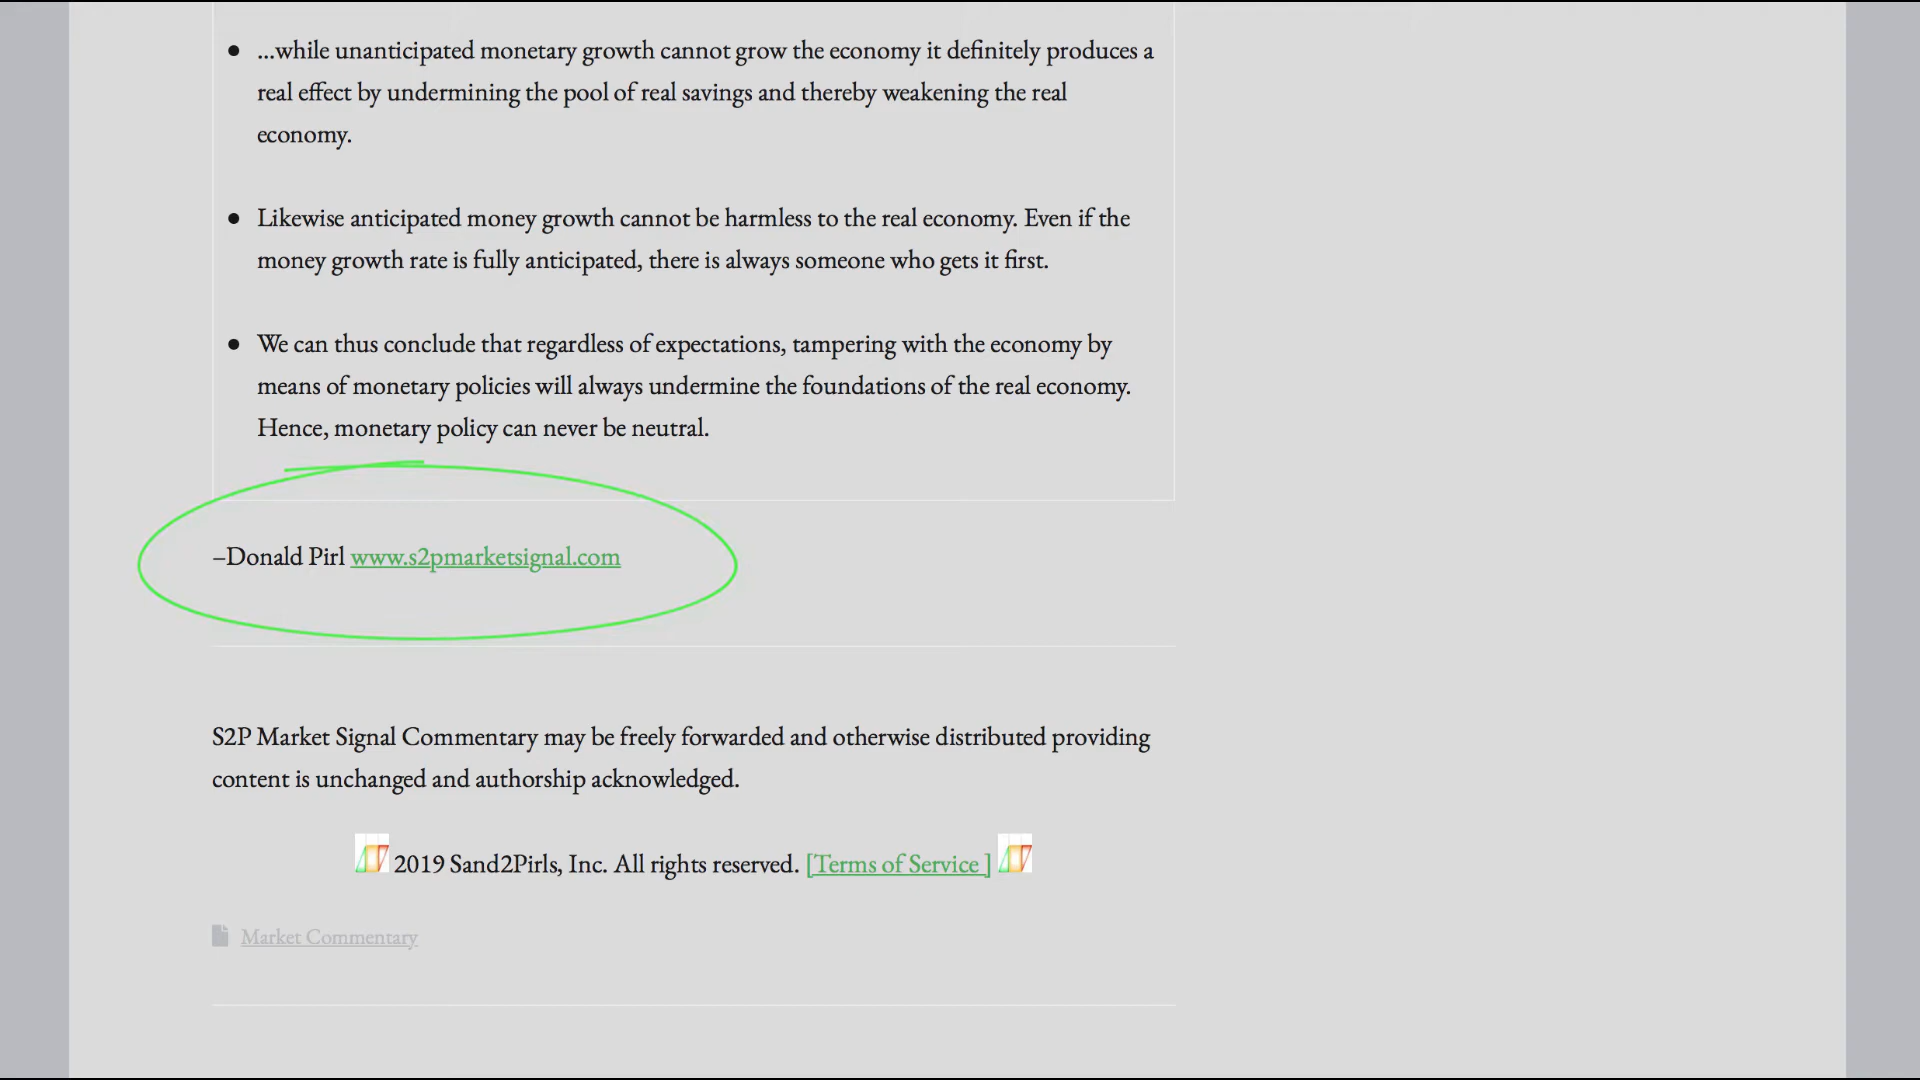 ...while unanticipated monetary growth cannot grow the economy it definitely produces a
real effect by undermining the pool of real savings and thereby weakening the real
economy.
Likewise anticipated money growth cannot be harmless to the real economy. Even if the
money growth rate is fully anticipated, there is always someone who gets it first.
We can thus conclude that regardless of expectations, tampering with the economy by
means of monetary policies will always undermine the foundations of the real economy.
Hence, monetary policy can never be neutral.
–Donald Pirl www.s2pmarketsignal.com
S2P Market Signal Commentary may be freely forwarded and otherwise distributed providing
content is unchanged and authorship acknowledged.
2019 Sand2Pirls, Inc. All rights reserved. [Terms of Service ]
Market Commentary